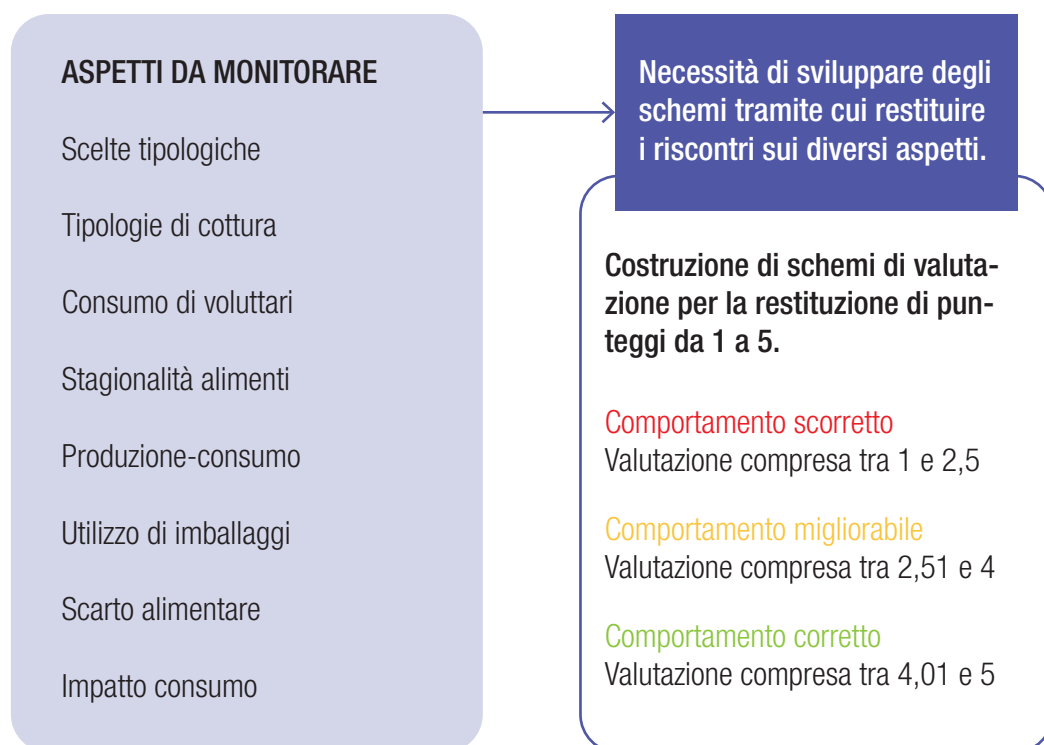 ASPETTI DA MONITORARE
Scelte tipologiche
Tipologie di cottura
Consumo di voluttari
Stagionalità alimenti
Produzione-consumo
Utilizzo di imballaggi
Scarto alimentare
Impatto consumo
Necessità di sviluppare degli
schemi tramite cui restituire
i riscontri sui diversi aspetti.
Costruzione di schemi di valuta-
zione per la restituzione di pun-
teggi da 1 a 5.
Comportamento scorretto
Valutazione compresa tra 1 e 2,5
Comportamento migliorabile
Valutazione compresa tra 2,51 e 4
Comportamento corretto
Valutazione compresa tra 4,01 e 5